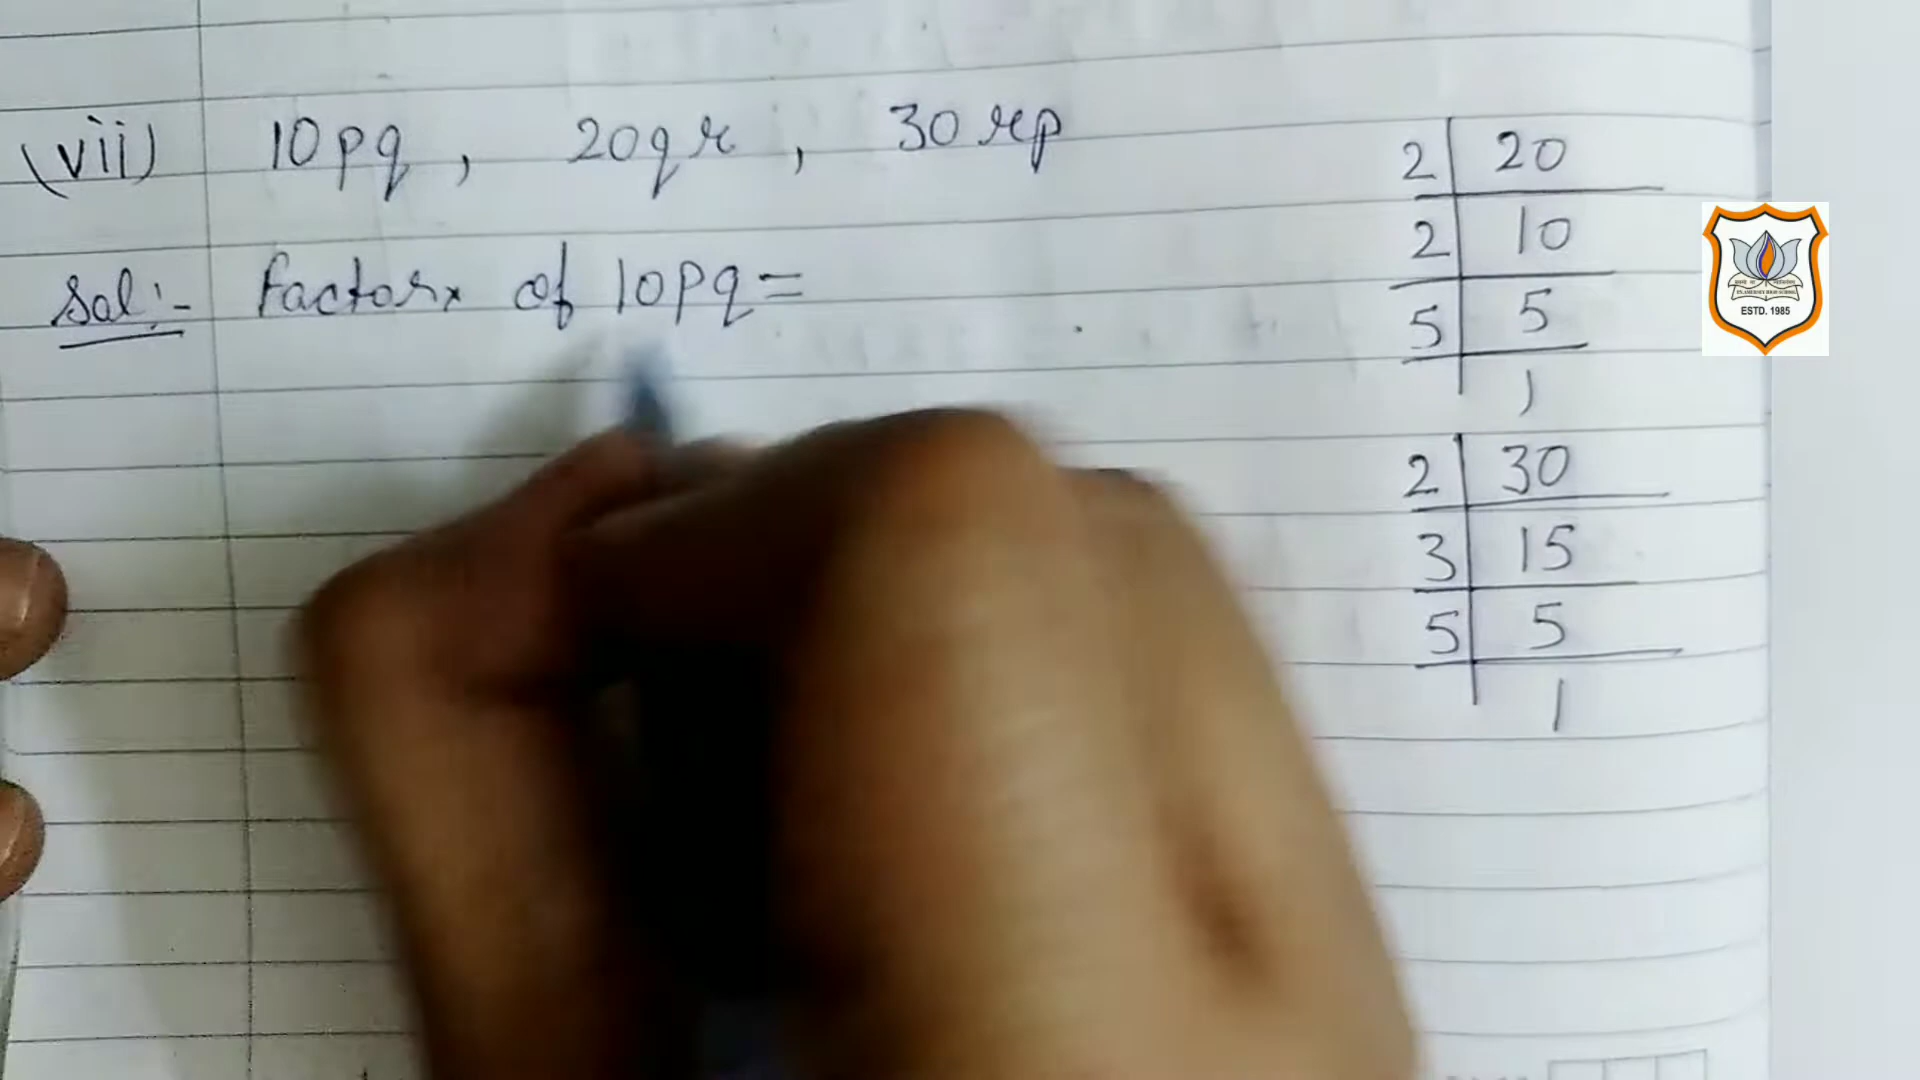 (vii) 10pq , 20qr , 30rp
Sol:- Factors of 10pq =
2 20
2 10
5 5
1
2 30
3 15
5 5
1
ESTD. 1985